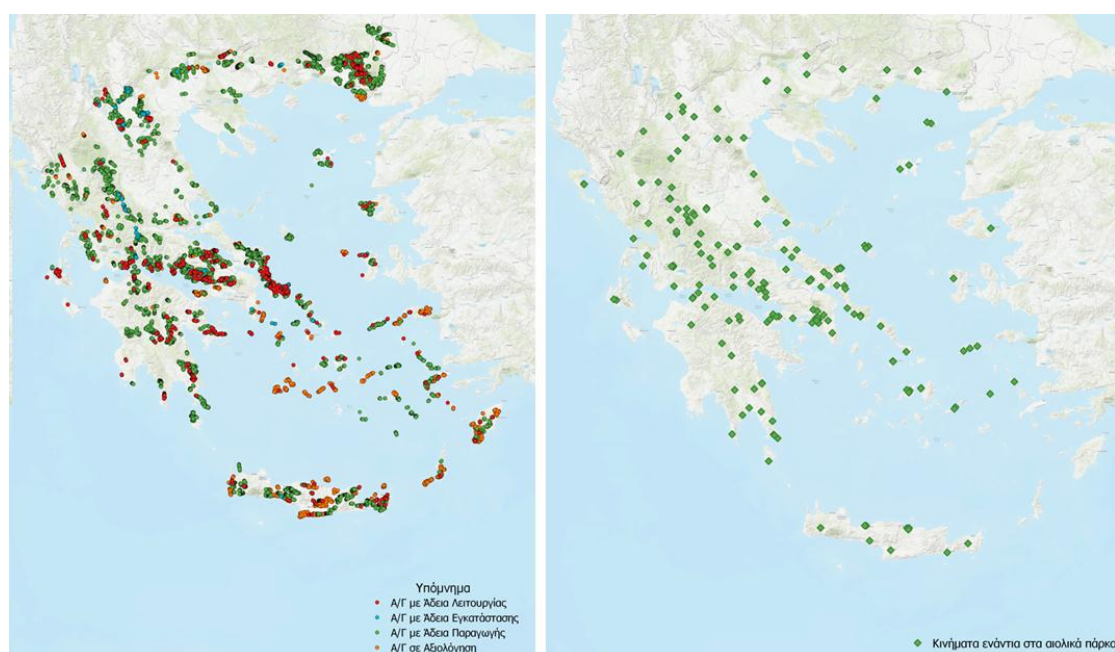 Υπόμνημα
Α/Γ με Άδεια Λειτουργίας
Α/Γ με Άδεια Εγκατάστασης
Α/Γ με Άδεια Παραγωγής
Α/Γ σε Αξιολόγηση
Κινήματα ενάντια στα αιολικά πάρκα